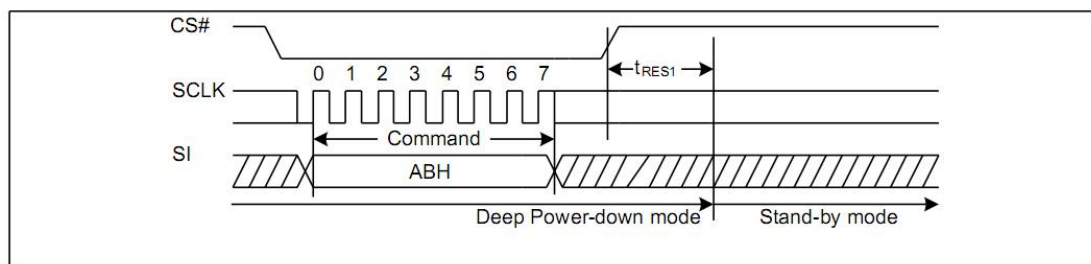 CS#
tRES1
0 1 2 3 4 5 6 7
SCLK
Command
SI
ABH
Deep Power-down mode Stand-by mode